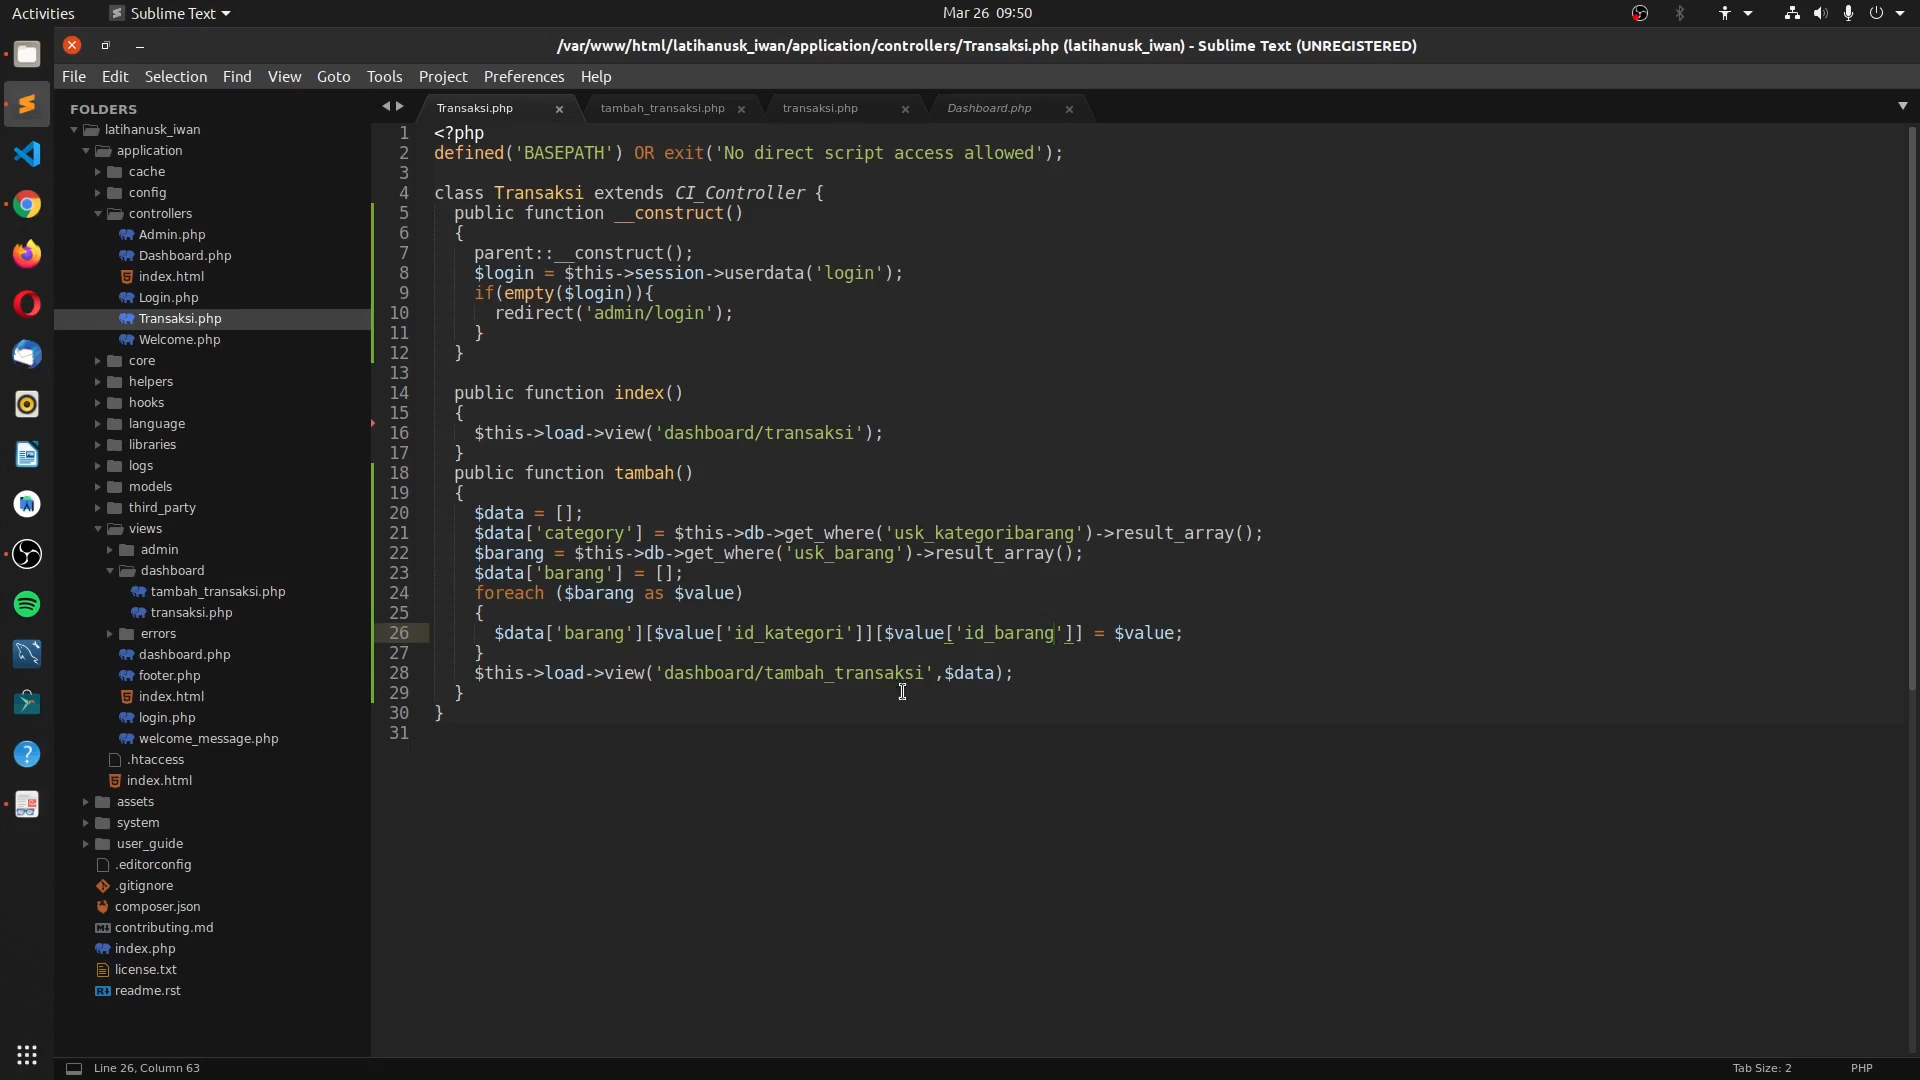 Activities
Sublime Text
Mar 26 09:50
/var/www/html/latihanusk_iwan/application/controllers/Transaksi.php (latihanusk_iwan) - Sublime Text (UNREGISTERED)
File Edit Selection Find View Goto Tools Project Preferences Help
FOLDERS
latihanusk_iwan
application
cache
config
controllers
Admin.php
Dashboard.php
index.html
Login.php
Transaksi.php
Welcome.php
core
helpers
hooks
language
libraries
logs
models
third_party
views
admin
dashboard
tambah_transaksi.php
transaksi.php
errors
dashboard.php
footer.php
index.html
login.php
welcome_message.php
.htaccess
index.html
assets
system
user_guide
.editorconfig
.gitignore
composer.json
contributing.md
index.php
license.txt
readme.rst
Transaksi.php tambah_transaksi.php transaksi.php Dashboard.php
1 <?php
2 defined('BASEPATH') OR exit('No direct script access allowed');
3
4 class Transaksi extends CI_Controller {
5 public function __construct()
6 {
7 parent::__construct();
8 $login = $this->session->userdata('login');
9 if(empty($login)){
10 redirect('admin/login');
11 }
12 }
13
14 public function index()
15 {
16 $this->load->view('dashboard/transaksi');
17 }
18 public function tambah()
19 {
20 $data = [];
21 $data['category'] = $this->db->get_where('usk_kategoribarang')->result_array();
22 $barang = $this->db->get_where('usk_barang')->result_array();
23 $data['barang'] = [];
24 foreach ($barang as $value)
25 {
26 $data['barang'][$value['id_kategori']][$value['id_barang']] = $value;
27 }
28 $this->load->view('dashboard/tambah_transaksi',$data);
29 }
30 }
31
Line 26, Column 63
Tab Size: 2
PHP